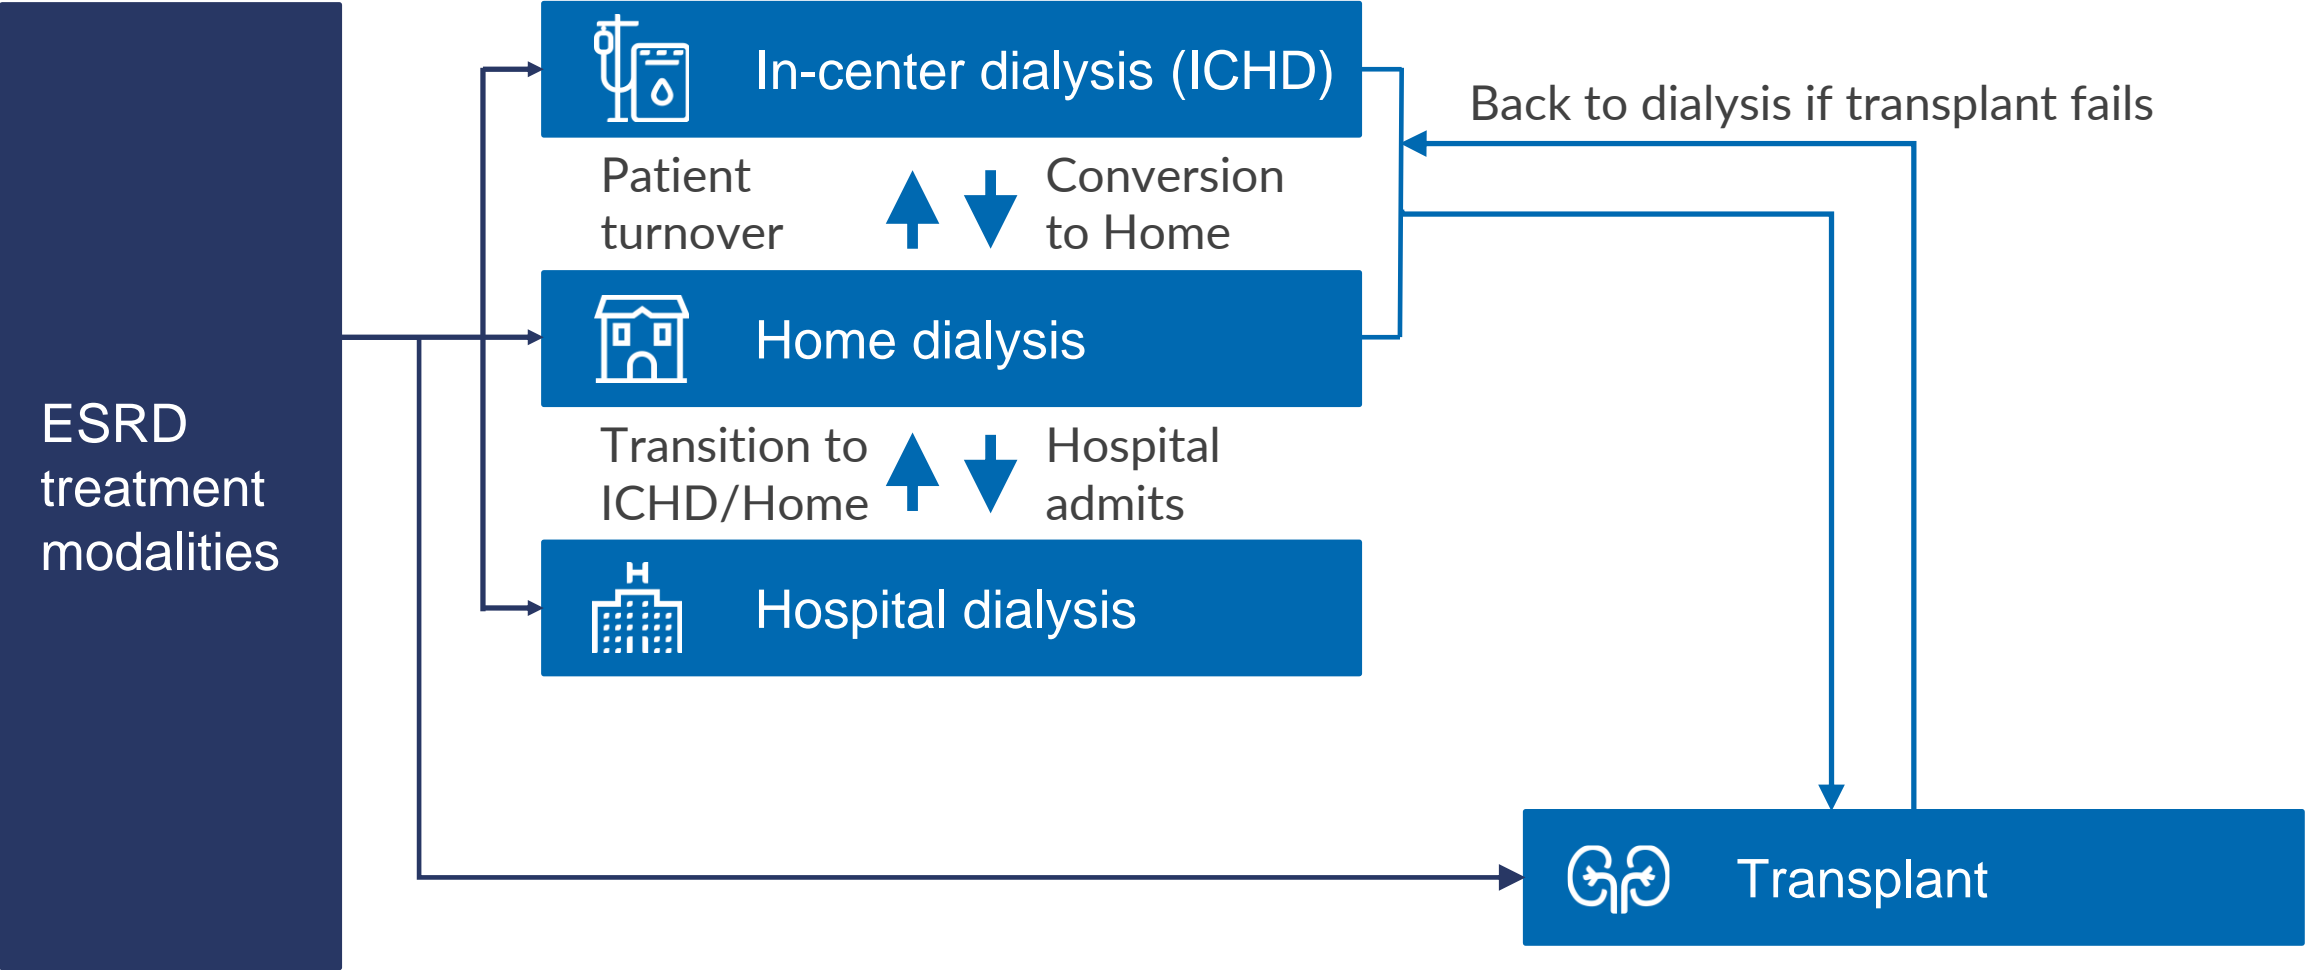 ESRD
treatment
modalities
In-center dialysis (ICHD)
Back to dialysis if transplant fails
Patient
turnover
Conversion
to Home
Home dialysis
Transition to
ICHD/Home
Hospital
admits
H
Hospital dialysis
Transplant